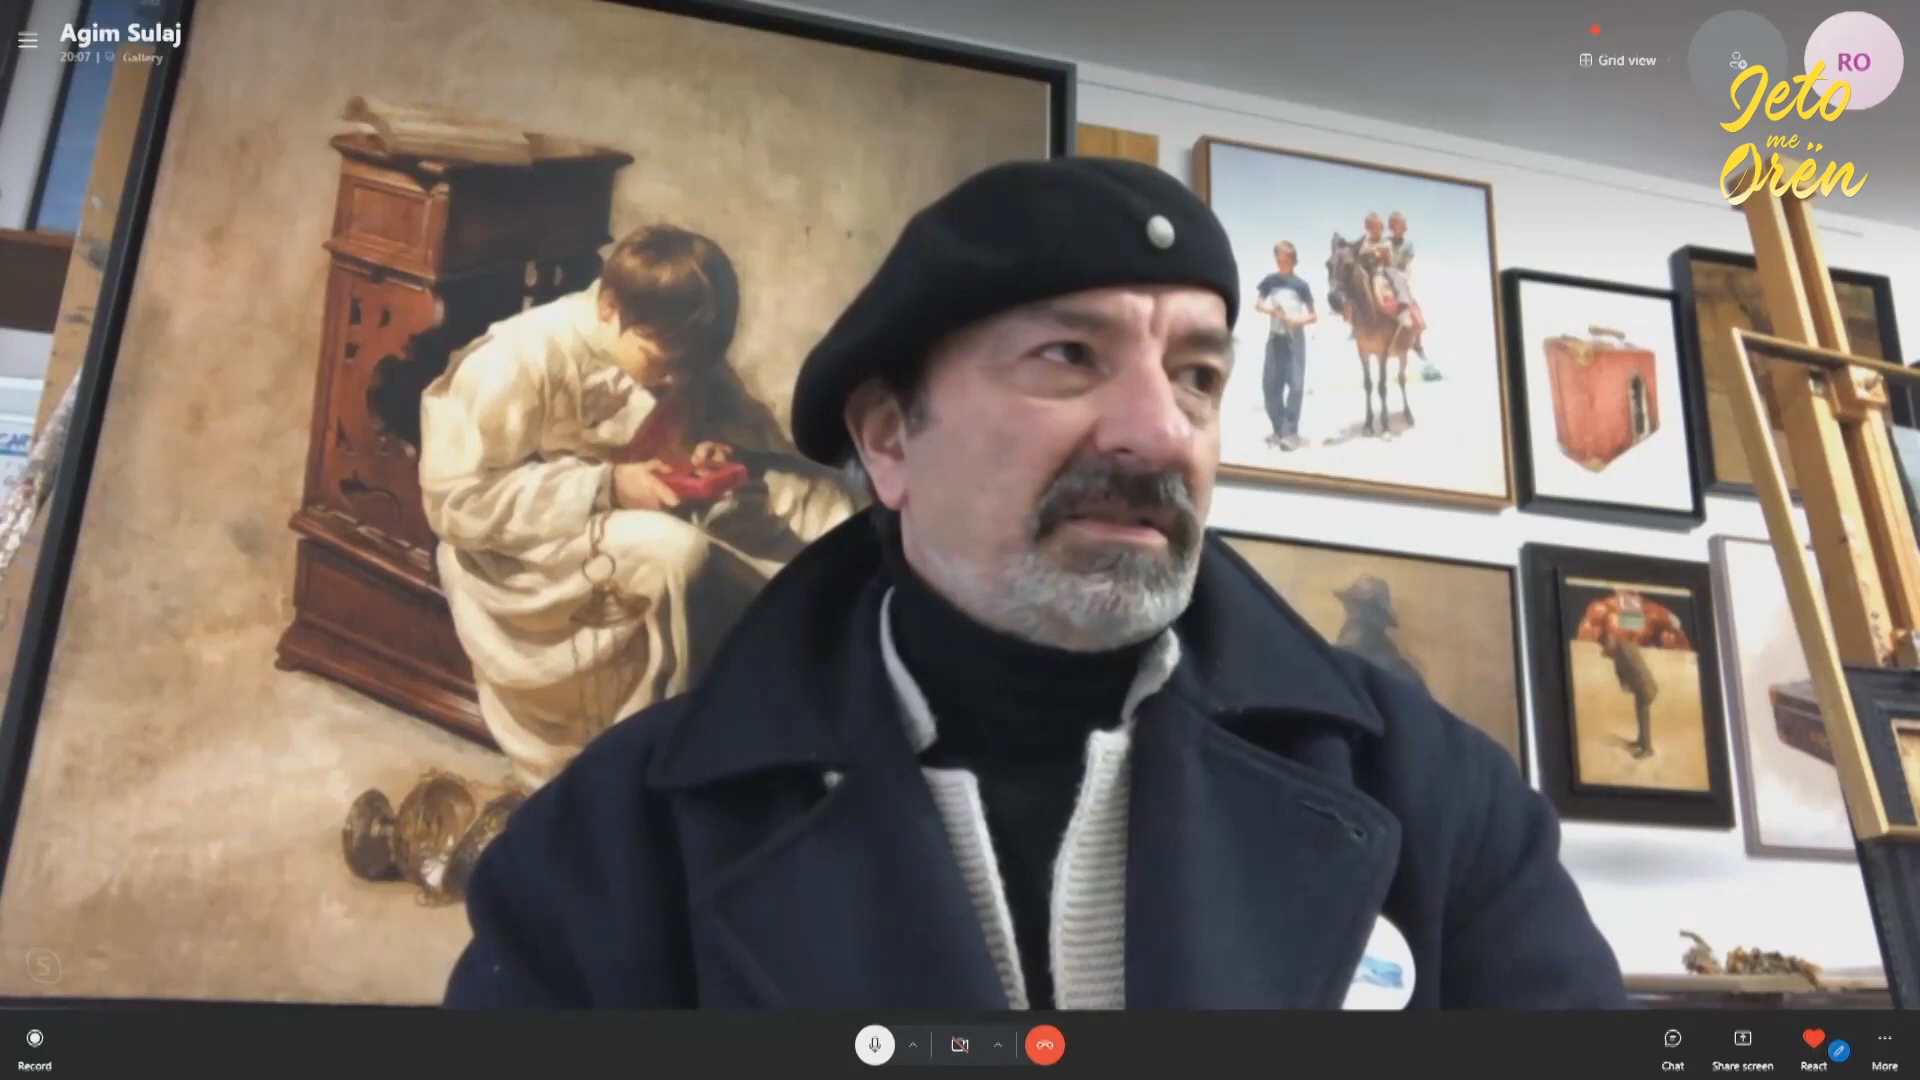 Agim Sulaj
20:07 | Gallery
Grid view
RO
Jeto
me
Orën
Record
Chat
Share screen
React
More